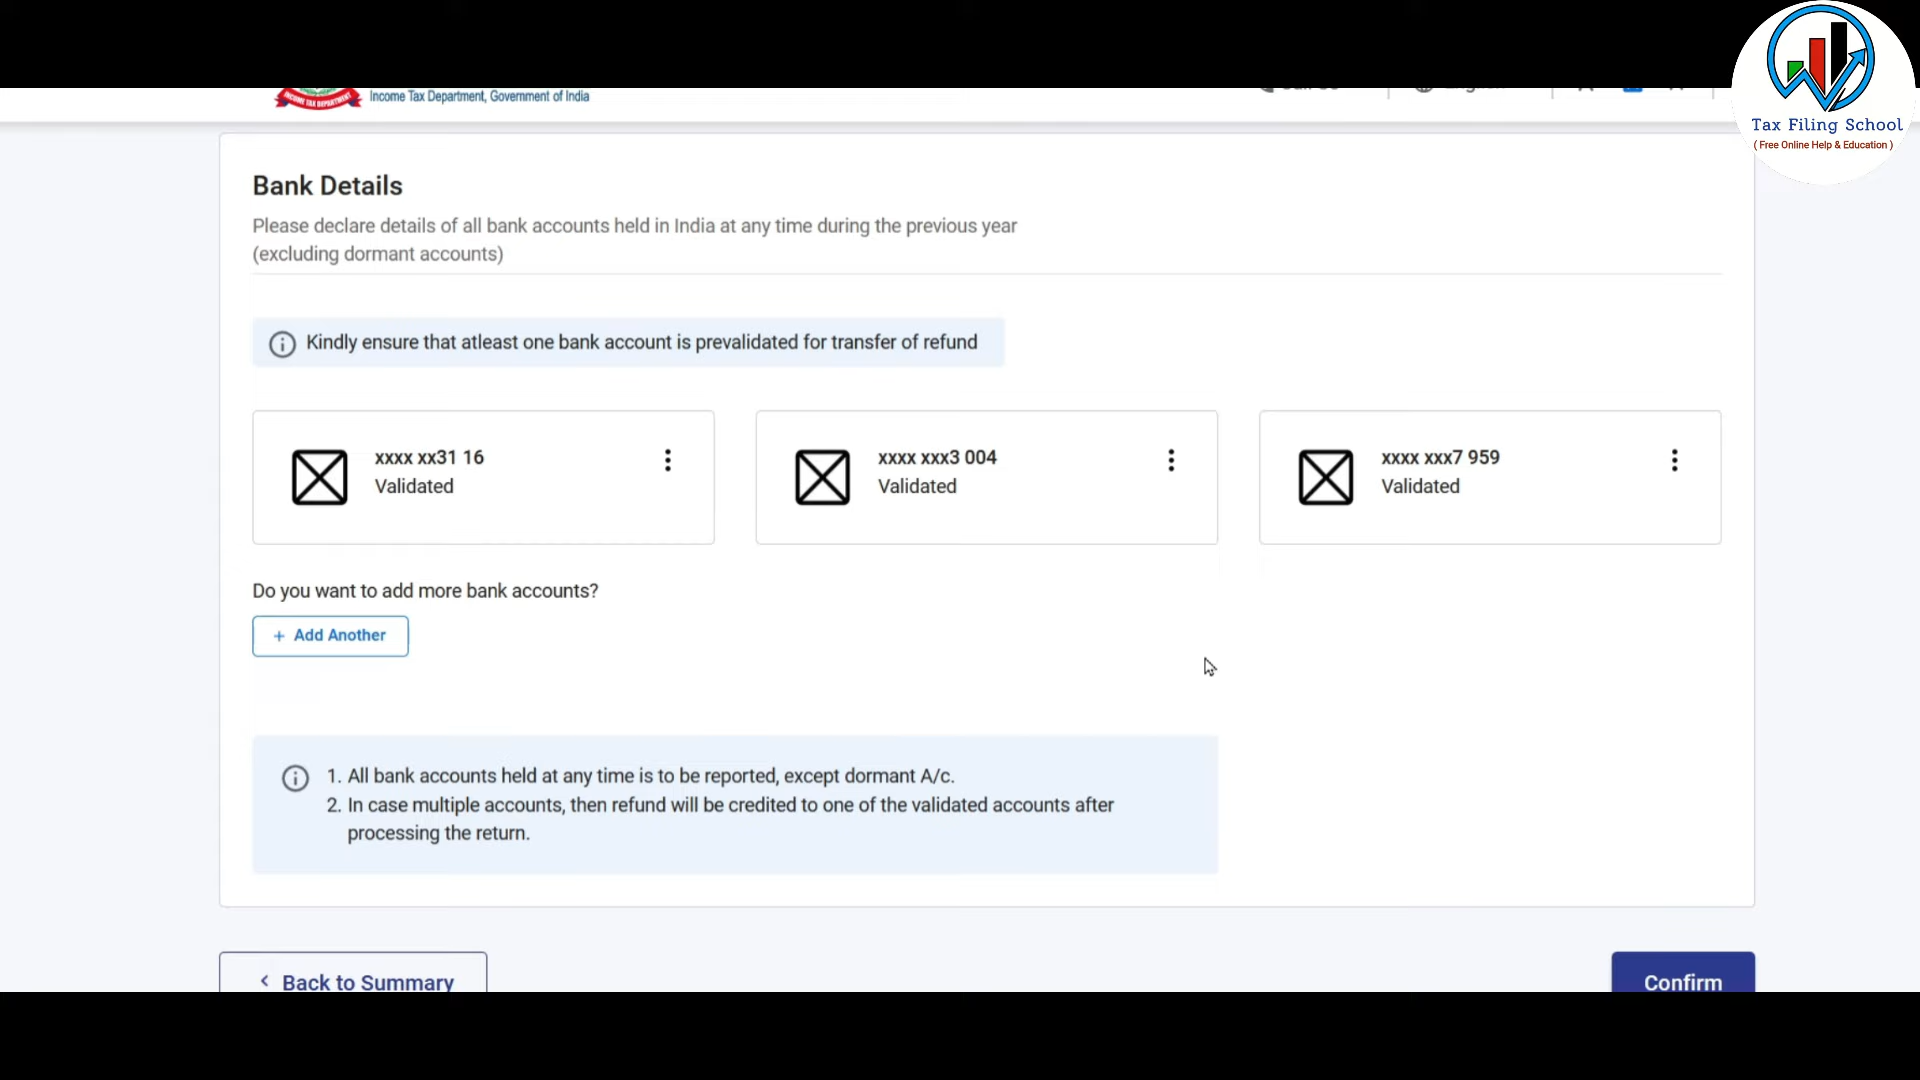 Tax Filing School
( Free Online Help & Education )
INCOME TAX DEPARTMENT
Income Tax Department, Government of India
Bank Details
Please declare details of all bank accounts held in India at any time during the previous year
(excluding dormant accounts)
Kindly ensure that atleast one bank account is prevalidated for transfer of refund
xxxx xx31 16
Validated
xxxx xxx3 004
Validated
xxxx xxx7 959
Validated
Do you want to add more bank accounts?
+ Add Another
1. All bank accounts held at any time is to be reported, except dormant A/c.
2. In case multiple accounts, then refund will be credited to one of the validated accounts after
processing the return.
< Back to Summary
Confirm